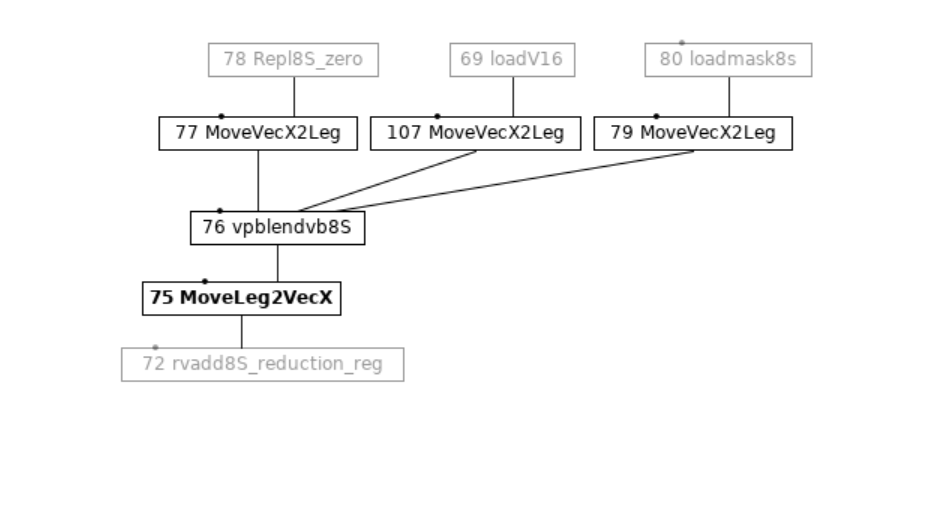 78 Repl8S_zero
69 loadV16
80 loadmask8s
77 MoveVecX2Leg
107 MoveVecX2Leg
79 MoveVecX2Leg
76 vpblendvb8S
75 MoveLeg2VecX
72 rvadd8S_reduction_reg